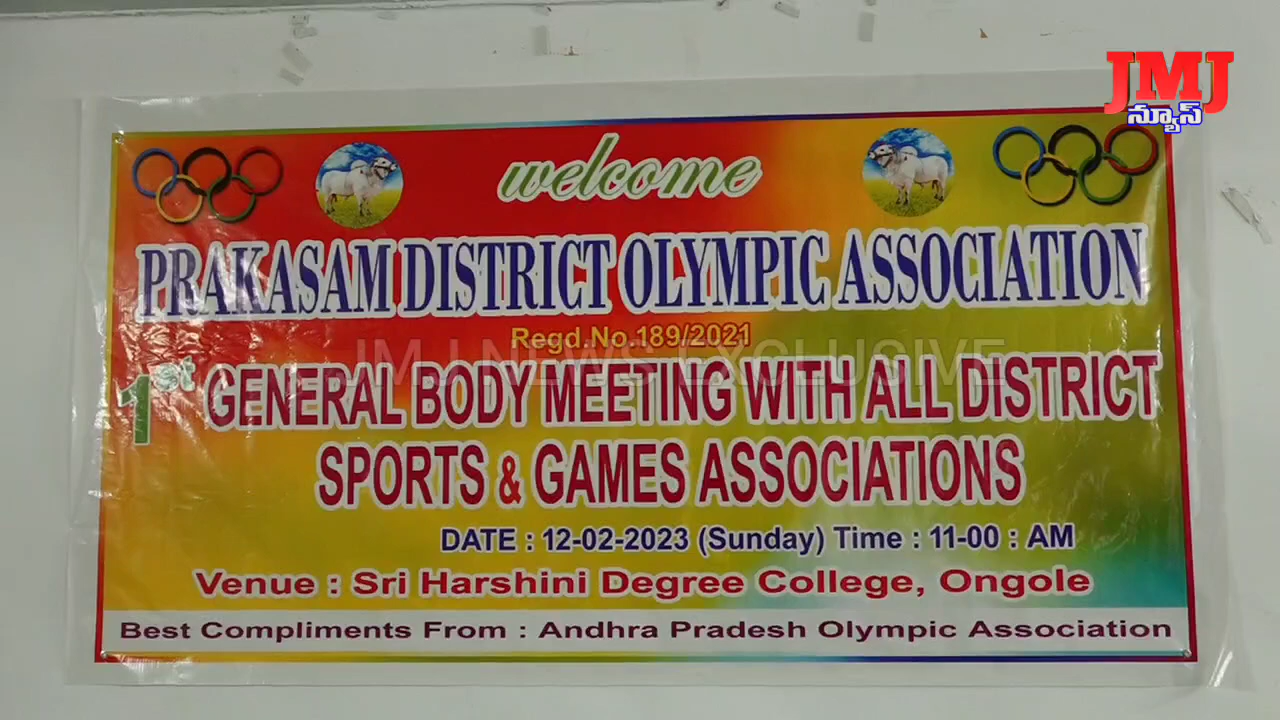 JMJ
న్యూస్
welcome
PRAKASAM DISTRICT OLYMPIC ASSOCIATION
Regd.No.189/2021
JMJ NEWS EXCLUSIVE
1st GENERAL BODY MEETING WITH ALL DISTRICT
SPORTS & GAMES ASSOCIATIONS
DATE : 12-02-2023 (Sunday) Time : 11-00 : AM
Venue : Sri Harshini Degree College, Ongole
Best Compliments From : Andhra Pradesh Olympic Association